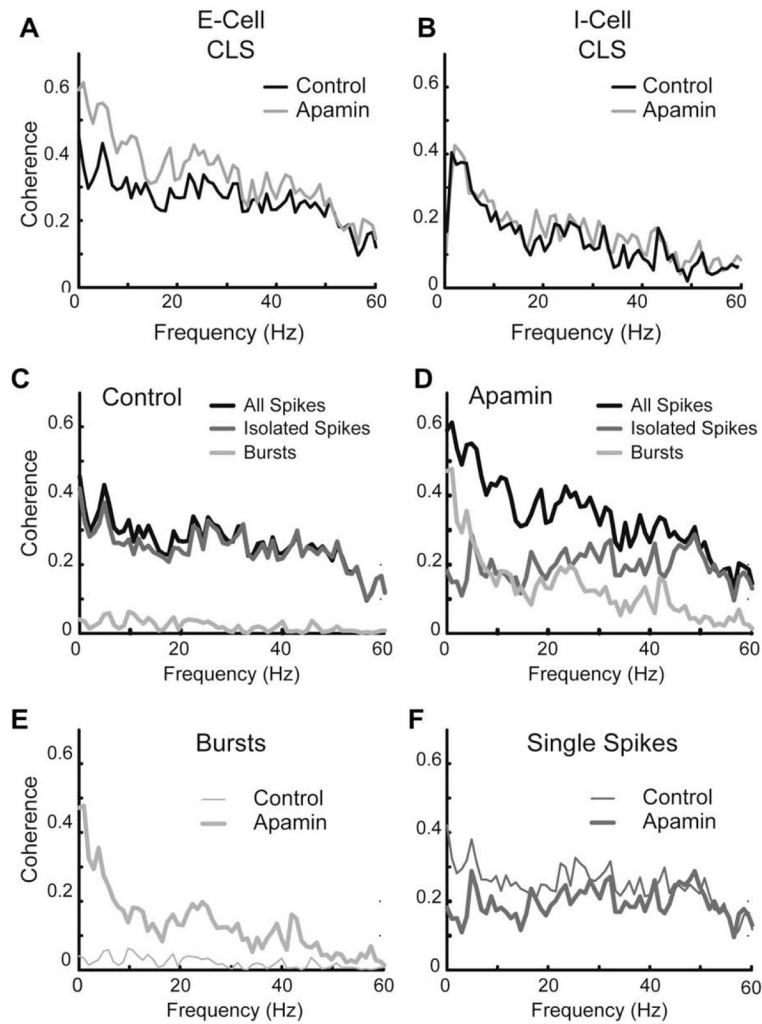 A
E-Cell
CLS
Control
Apamin
Coherence
0.6
0.4
0.2
0
0
20
40
60
Frequency (Hz)
B
I-Cell
CLS
Control
Apamin
0.6
0.4
0.2
0
0
20
40
60
Frequency (Hz)
C
Control
All Spikes
Isolated Spikes
Bursts
Coherence
0.6
0.4
0.2
0
0
20
40
60
Frequency (Hz)
D
Apamin
All Spikes
Isolated Spikes
Bursts
0.6
0.4
0.2
0
0
20
40
60
Frequency (Hz)
E
Bursts
Control
Apamin
Coherence
0.6
0.4
0.2
0
0
20
40
60
Frequency (Hz)
F
Single Spikes
Control
Apamin
0.6
0.4
0.2
0
0
20
40
60
Frequency (Hz)